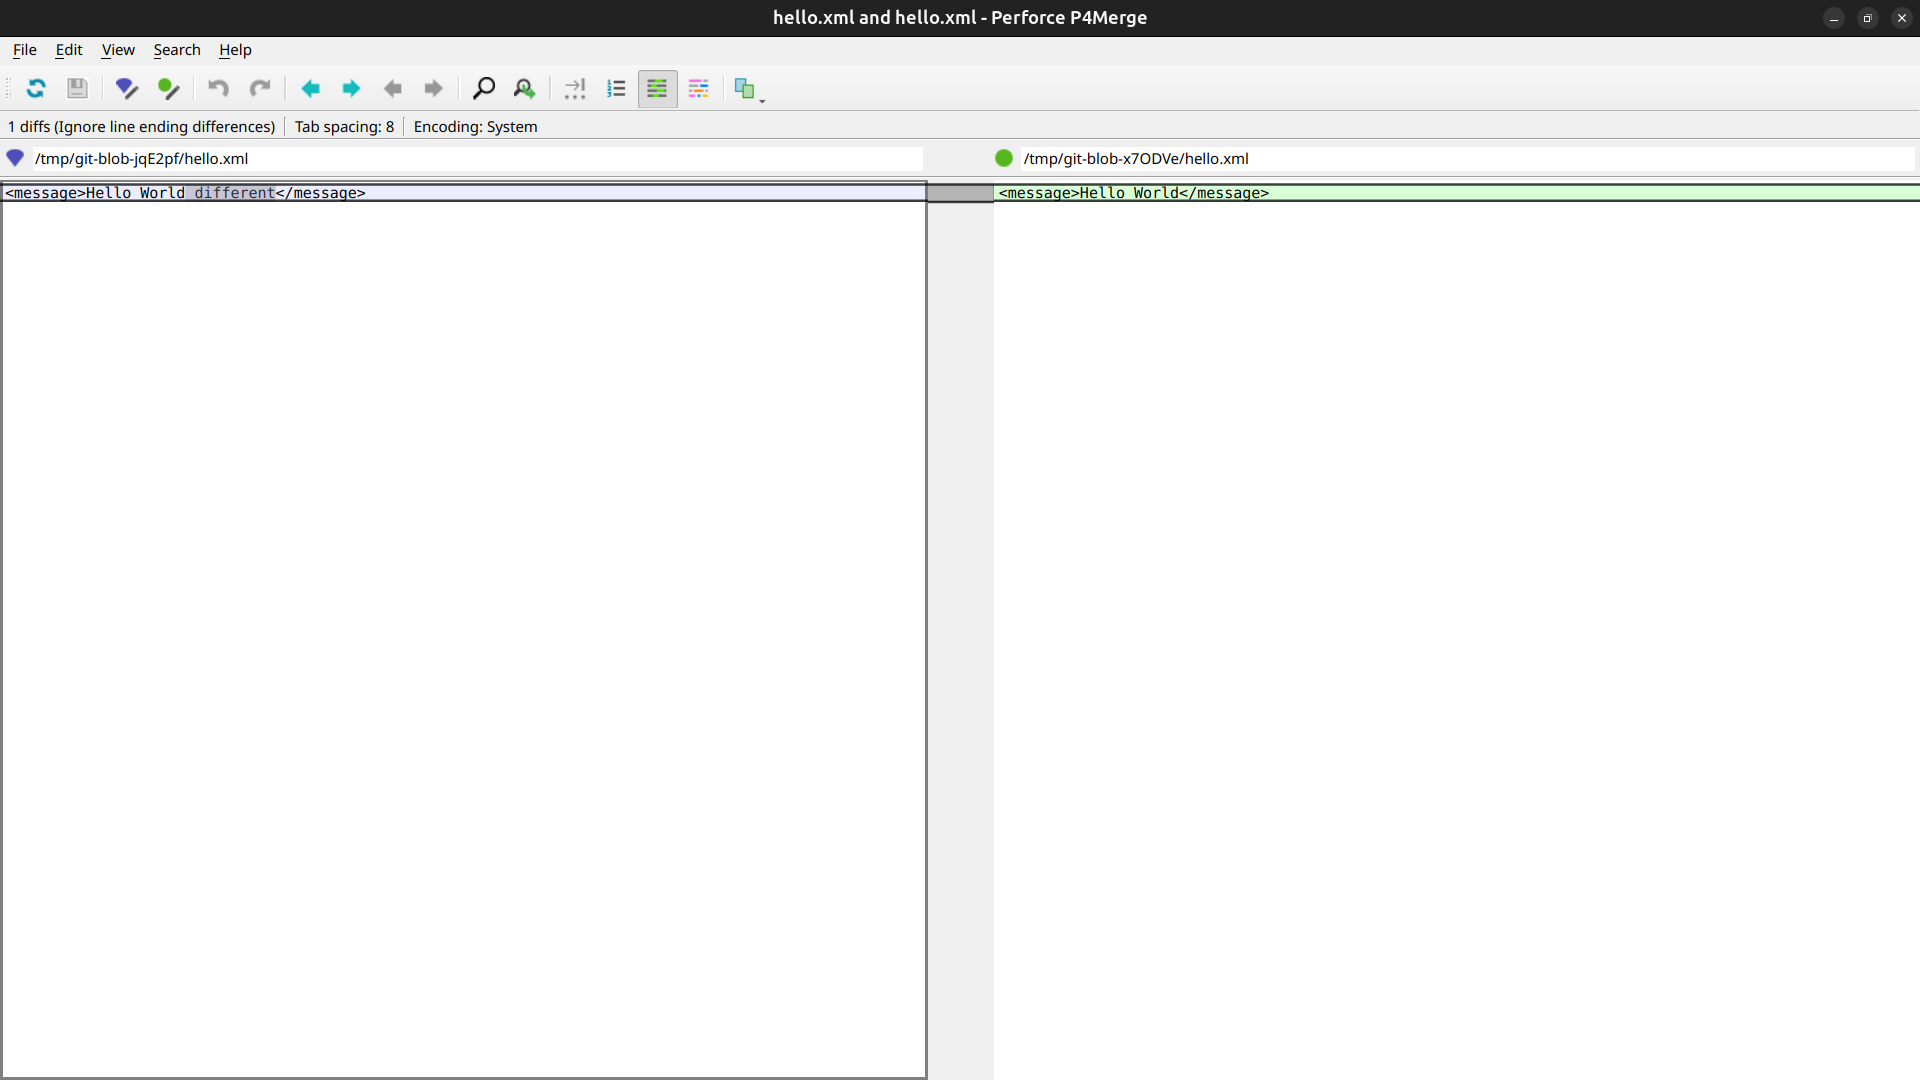 hello.xml and hello.xml - Perforce P4Merge
File Edit View Search Help
1 diffs (Ignore line ending differences) Tab spacing: 8 Encoding: System
/tmp/git-blob-jqE2pf/hello.xml /tmp/git-blob-x7ODVe/hello.xml
<message>Hello World different</message> <message>Hello World</message>